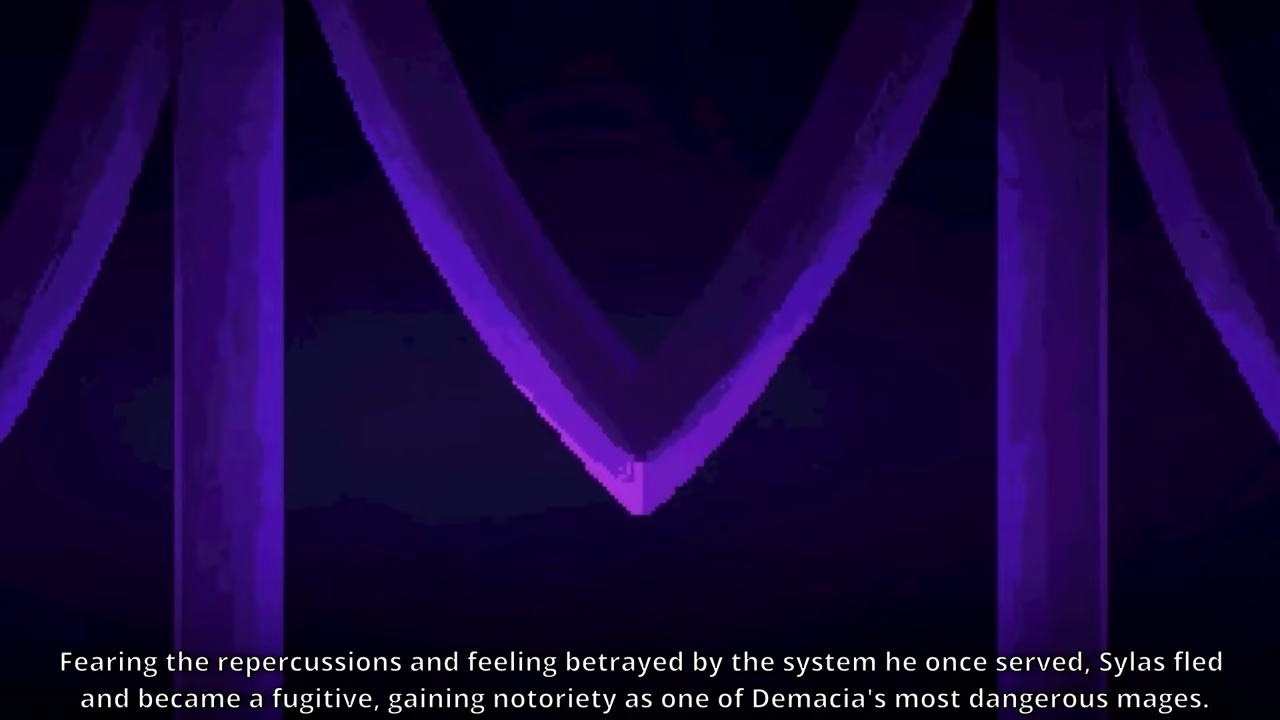 Fearing the repercussions and feeling betrayed by the system he once served, Sylas fled
and became a fugitive, gaining notoriety as one of Demacia's most dangerous mages.